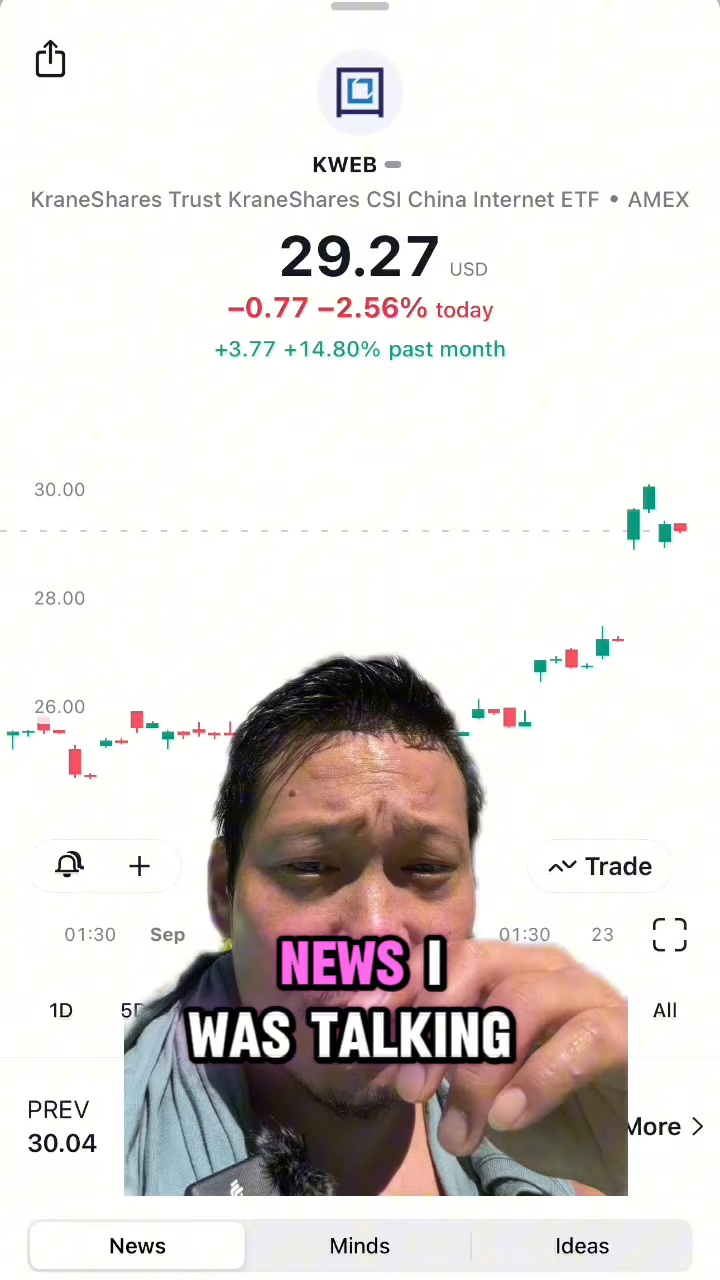 KWEB
KraneShares Trust KraneShares CSI China Internet ETF • AMEX
29.27 USD
−0.77 −2.56% today
+3.77 +14.80% past month
30.00
28.00
26.00
Trade
01:30 Sep 01:30 23
NEWS I
WAS TALKING
1D 5D All
PREV
30.04
More
News Minds Ideas